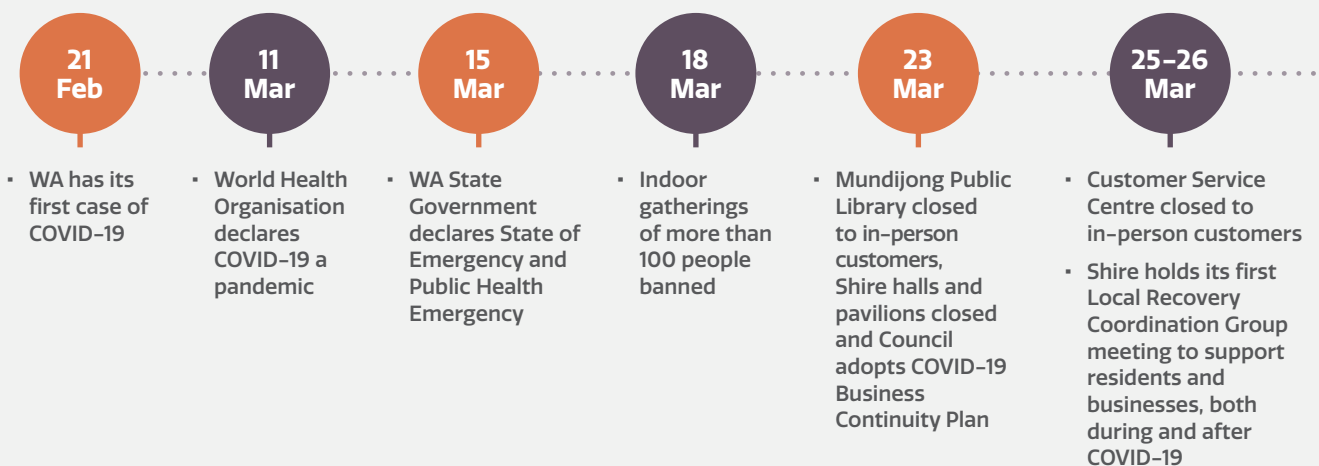 21
Feb
▪ WA has its
first case of
COVID-19
11
Mar
▪ World Health
Organisation
declares
COVID-19 a
pandemic
15
Mar
▪ WA State
Government
declares State of
Emergency and
Public Health
Emergency
18
Mar
▪ Indoor
gatherings
of more than
100 people
banned
23
Mar
▪ Mundijong Public
Library closed
to in-person
customers,
Shire halls and
pavilions closed
and Council
adopts COVID-19
Business
Continuity Plan
25–26
Mar
▪ Customer Service
Centre closed to
in-person customers
▪ Shire holds its first
Local Recovery
Coordination Group
meeting to support
residents and
businesses, both
during and after
COVID-19